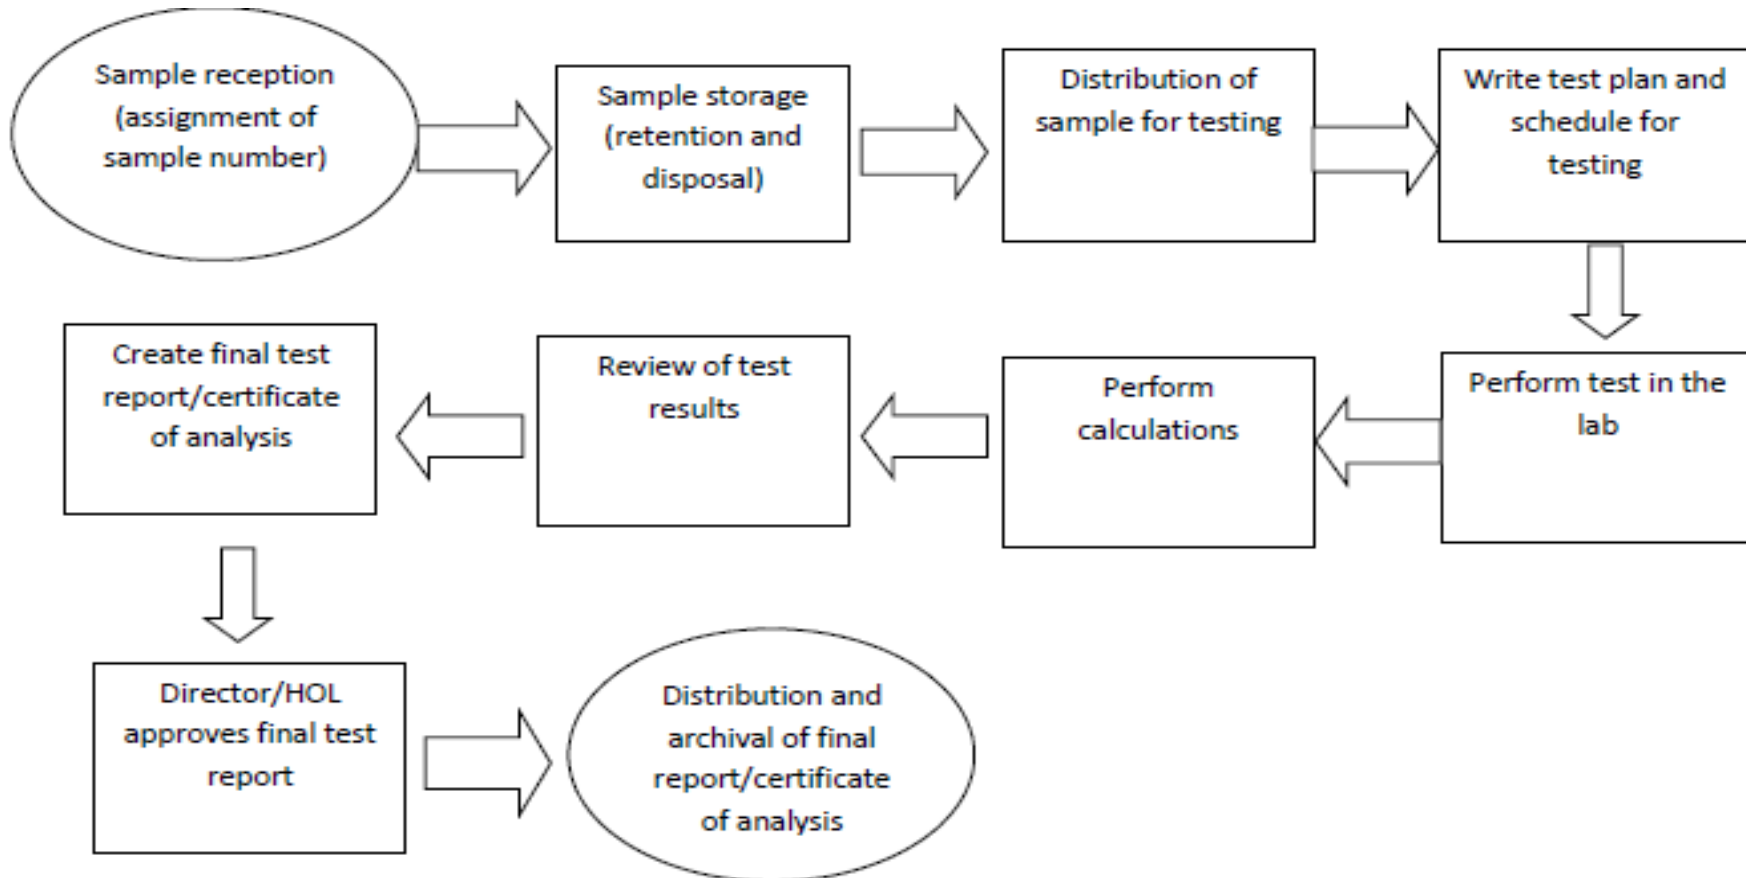 Sample reception
(assignment of
sample number)
Sample storage
(retention and
disposal)
Distribution of
sample for testing
Write test plan and
schedule for
testing
Perform test in the
lab
Perform
calculations
Review of test
results
Create final test
report/certificate
of analysis
Director/HOL
approves final test
report
Distribution and
archival of final
report/certificate
of analysis